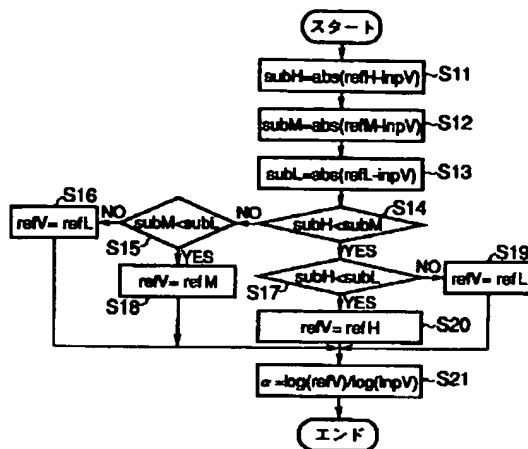 スタート
subH=abs(refH-inpV) S11
subM=abs(refM-inpV) S12
subL=abs(refL-inpV) S13
S16 S14
refV=refL NO subM<subL NO subH<subM S19
S15 YES YES
refV=refM subH<subL NO refV=refL
S18 S17 YES
refV=refH S20
α=log(refV)/log(inpV) S21
エンド